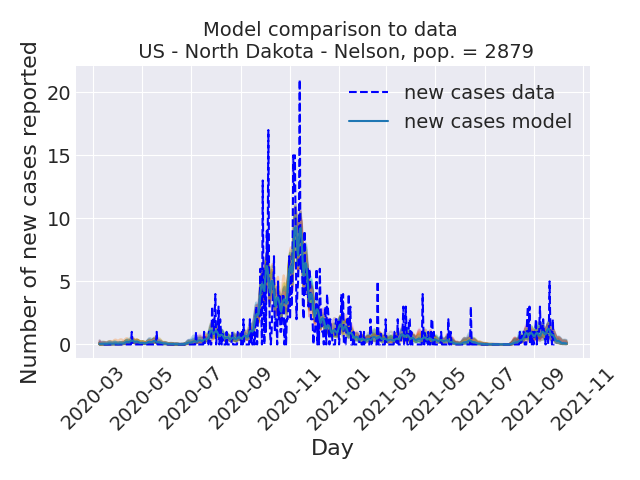 Model comparison to data
US - North Dakota - Nelson, pop. = 2879
Number of new cases reported
20
15
10
5
0
new cases data
new cases model
2020-03
2020-05
2020-07
2020-09
2020-11
2021-01
2021-03
2021-05
2021-07
2021-09
2021-11
Day